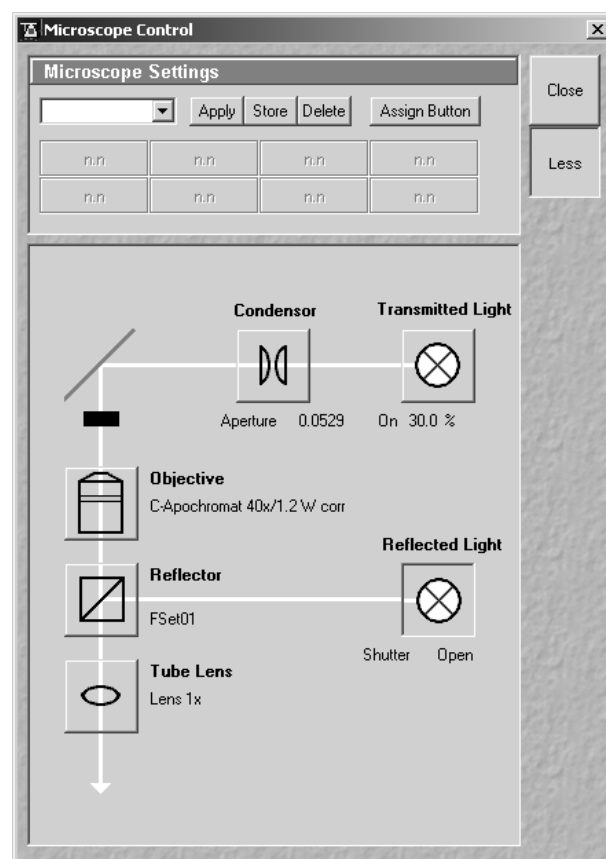 Microscope Control
Microscope Settings
Apply Store Delete Assign Button
n.n n.n n.n n.n
n.n n.n n.n n.n
Close
Less
Condensor Transmitted Light
Aperture 0.0529 On 30.0 %
Objective
C-Apochromat 40x/1.2 W corr
Reflected Light
Reflector
FSet01
Shutter Open
Tube Lens
Lens 1x